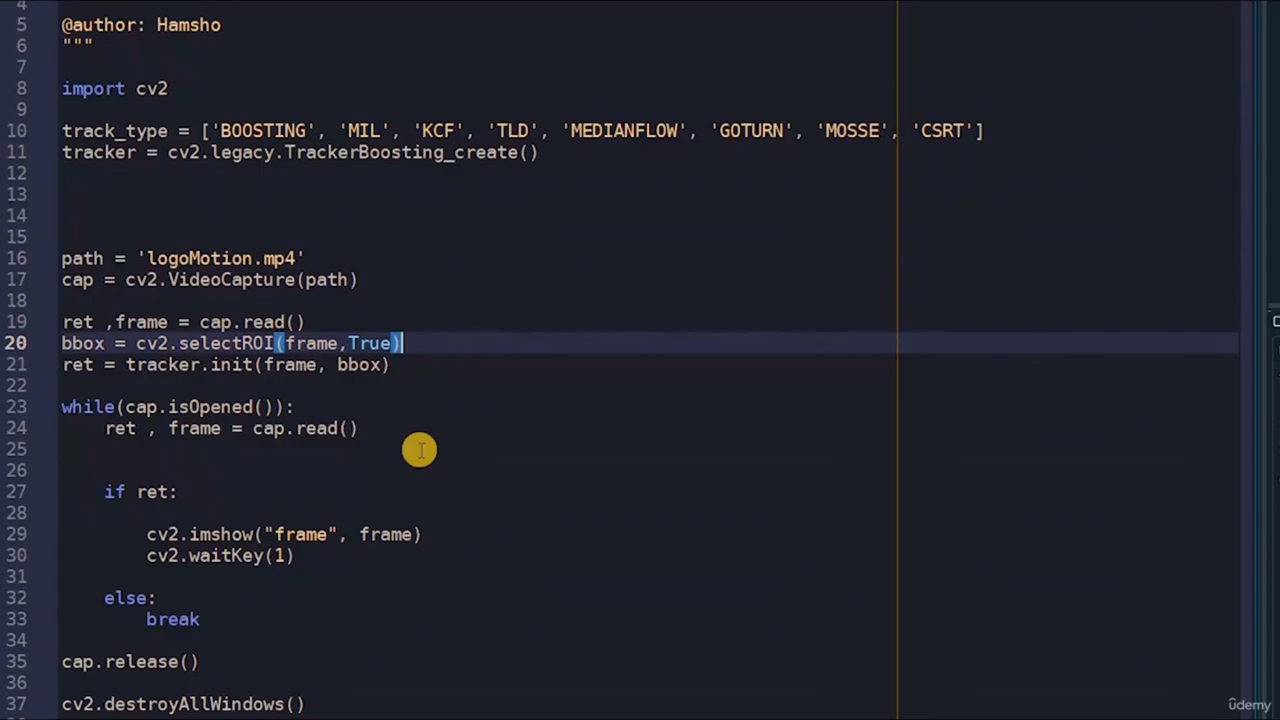 4
5 @author: Hamsho
6 """
7
8 import cv2
9
10 track_type = ['BOOSTING', 'MIL', 'KCF', 'TLD', 'MEDIANFLOW', 'GOTURN', 'MOSSE', 'CSRT']
11 tracker = cv2.legacy.TrackerBoosting_create()
12
13
14
15
16 path = 'logoMotion.mp4'
17 cap = cv2.VideoCapture(path)
18
19 ret ,frame = cap.read()
20 bbox = cv2.selectROI(frame,True)
21 ret = tracker.init(frame, bbox)
22
23 while(cap.isOpened()):
24     ret , frame = cap.read()
25
26
27     if ret:
28
29         cv2.imshow("frame", frame)
30         cv2.waitKey(1)
31
32     else:
33         break
34
35 cap.release()
36
37 cv2.destroyAllWindows()
ûdemy